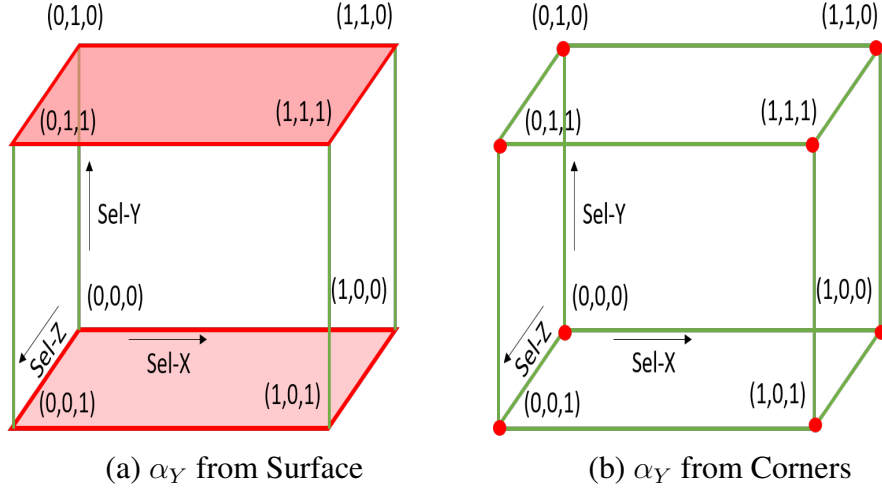 (0,1,0) (1,1,0)
(0,1,1) (1,1,1)
Sel-Y
(0,0,0) (1,0,0)
Sel-Z
Sel-X
(0,0,1) (1,0,1)
(a) αY from Surface
(0,1,0) (1,1,0)
(0,1,1) (1,1,1)
Sel-Y
(0,0,0) (1,0,0)
Sel-Z
Sel-X
(0,0,1) (1,0,1)
(b) αY from Corners